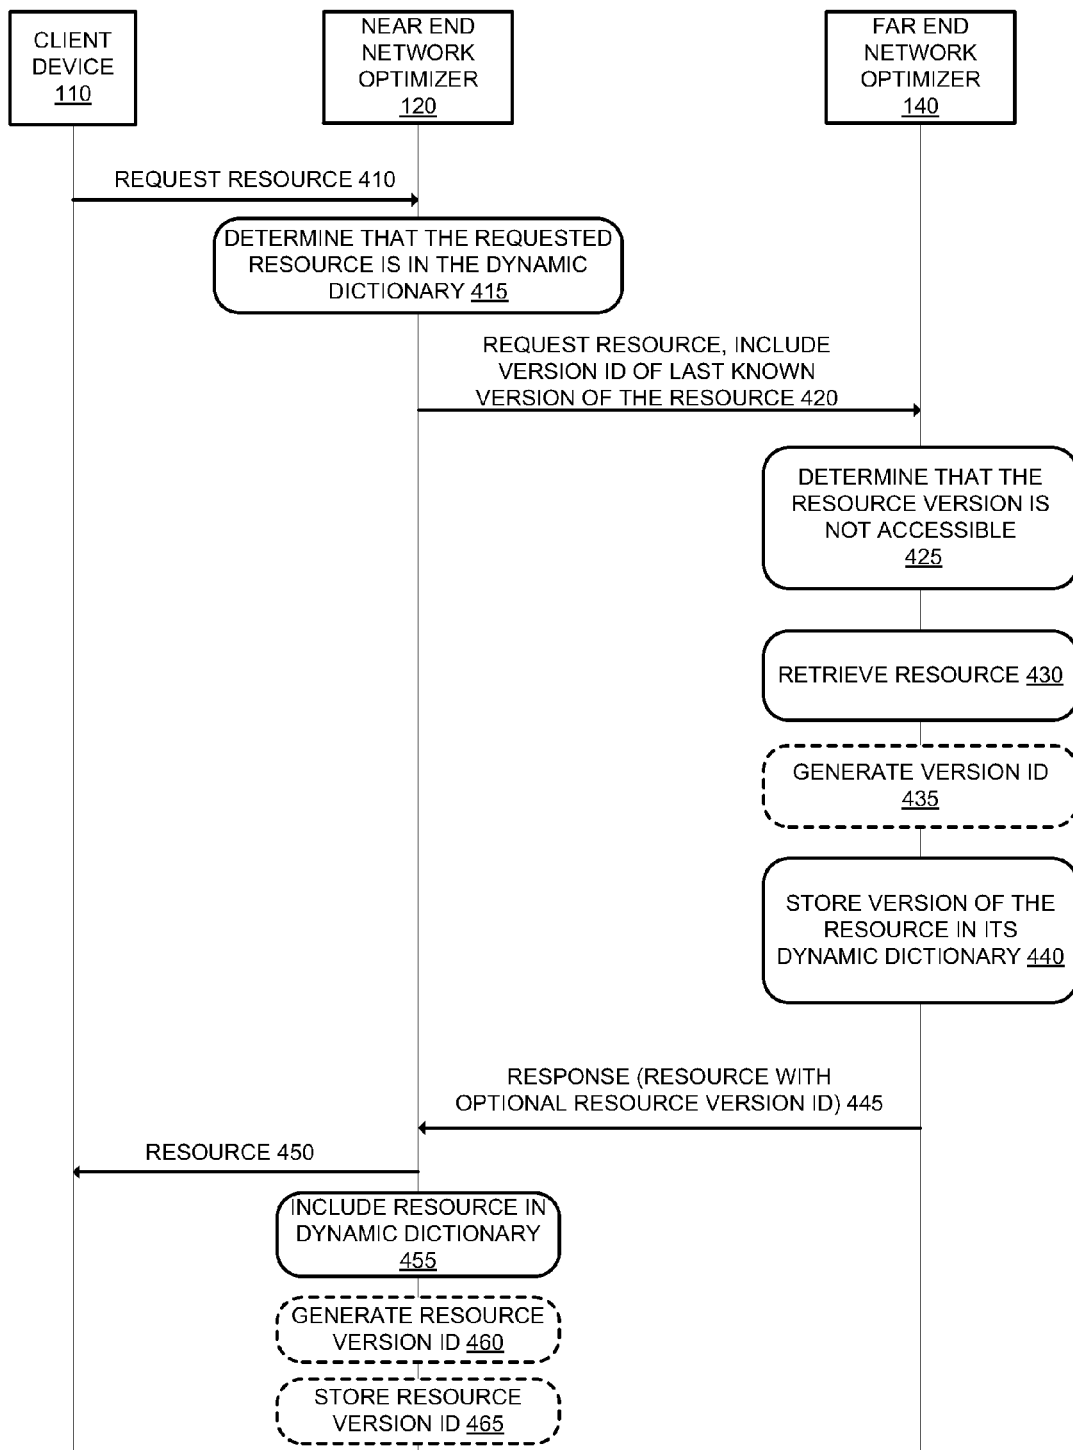 CLIENT
DEVICE
110
NEAR END
NETWORK
OPTIMIZER
120
FAR END
NETWORK
OPTIMIZER
140
REQUEST RESOURCE 410
DETERMINE THAT THE REQUESTED
RESOURCE IS IN THE DYNAMIC
DICTIONARY 415
REQUEST RESOURCE, INCLUDE
VERSION ID OF LAST KNOWN
VERSION OF THE RESOURCE 420
DETERMINE THAT THE
RESOURCE VERSION IS
NOT ACCESSIBLE
425
RETRIEVE RESOURCE 430
GENERATE VERSION ID
435
STORE VERSION OF THE
RESOURCE IN ITS
DYNAMIC DICTIONARY 440
RESPONSE (RESOURCE WITH
OPTIONAL RESOURCE VERSION ID) 445
RESOURCE 450
INCLUDE RESOURCE IN
DYNAMIC DICTIONARY
455
GENERATE RESOURCE
VERSION ID 460
STORE RESOURCE
VERSION ID 465